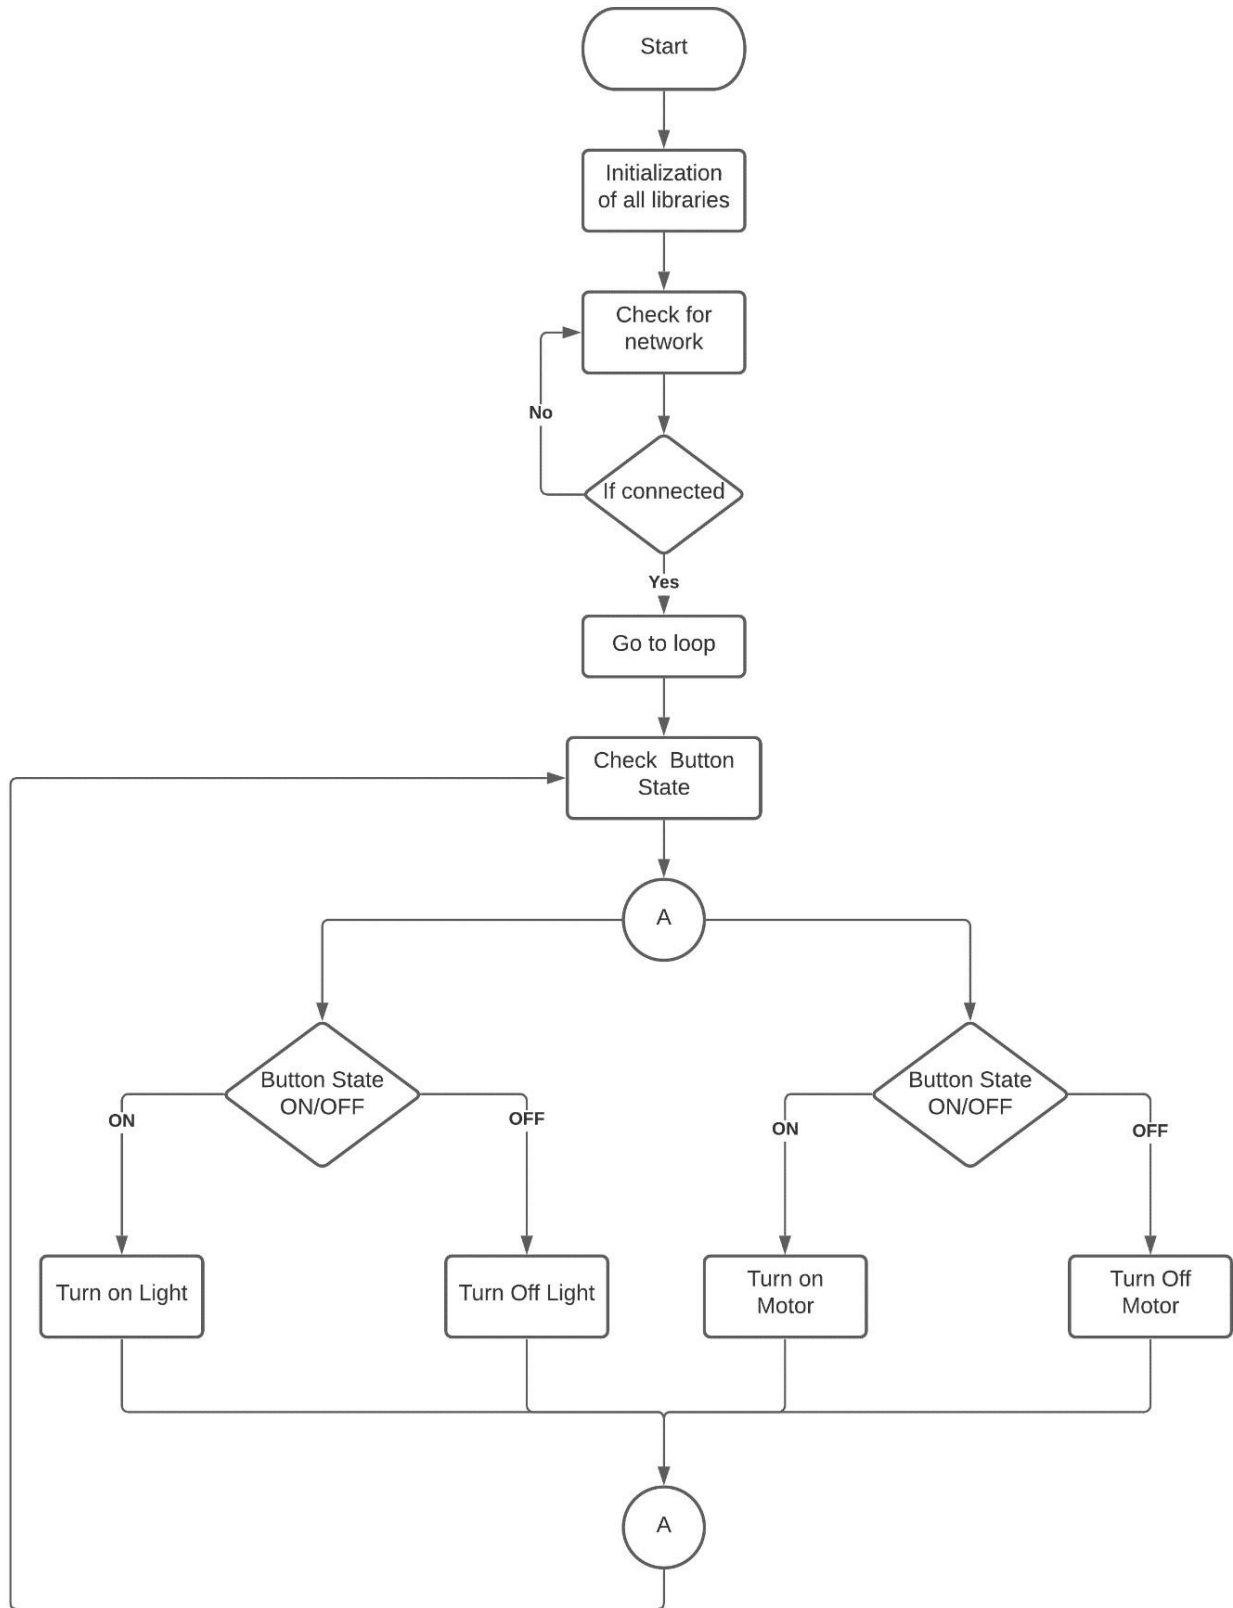 Start
Initialization
of all libraries
Check for
network
No
If connected
Yes
Go to loop
Check Button
State
A
Button State
ON/OFF
Button State
ON/OFF
ON
OFF
ON
OFF
Turn on Light
Turn Off Light
Turn on
Motor
Turn Off
Motor
A